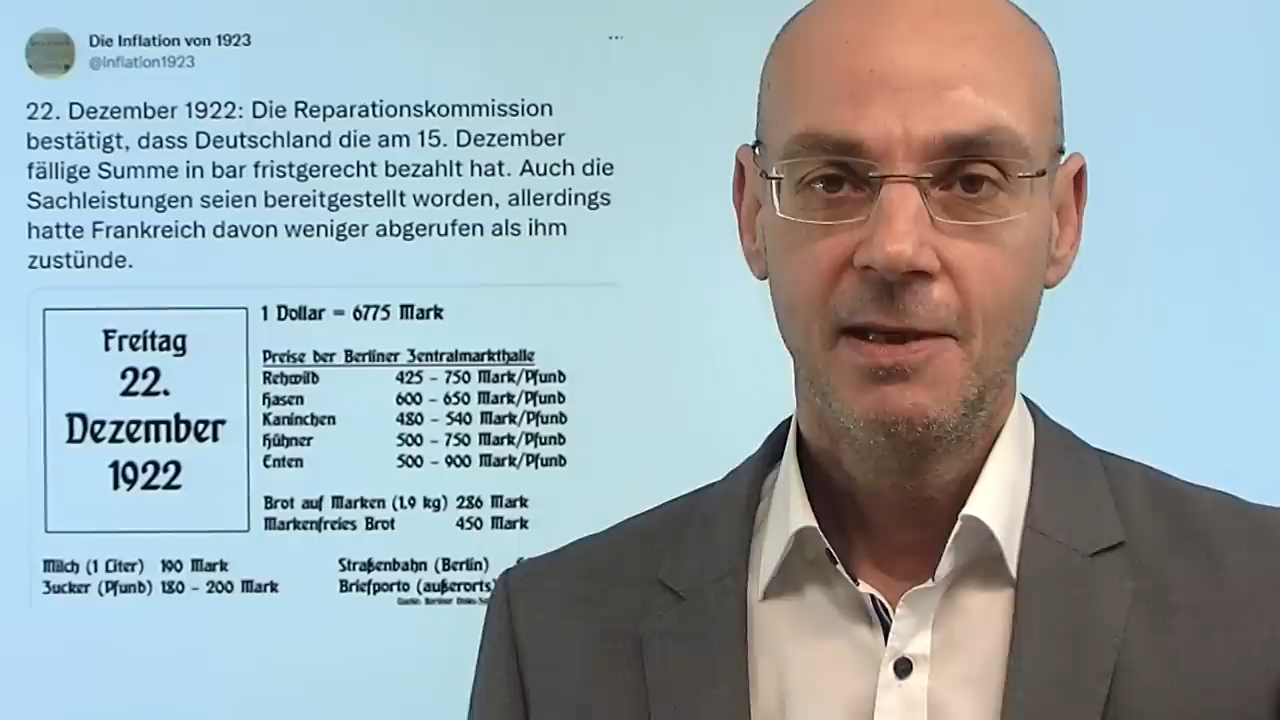 Die Inflation von 1923
@Inflation1923
22. Dezember 1922: Die Reparationskommission
bestätigt, dass Deutschland die am 15. Dezember
fällige Summe in bar fristgerecht bezahlt hat. Auch die
Sachleistungen seien bereitgestellt worden, allerdings
hatte Frankreich davon weniger abgerufen als ihm
zustünde.
Freitag
22.
Dezember
1922
1 Dollar = 6775 Mark
Preise der Berliner Zentralmarkthalle
Rehwild 425 - 750 Mark/Pfund
Hasen 600 - 650 Mark/Pfund
Kaninchen 480 - 540 Mark/Pfund
Hühner 500 - 750 Mark/Pfund
Enten 500 - 900 Mark/Pfund
Brot auf Marken (1.9 kg) 286 Mark
Markenfreies Brot 450 Mark
Milch (1 Liter) 190 Mark
Zucker (Pfund) 180 - 200 Mark
Straßenbahn (Berlin)
Briefporto (außerorts)